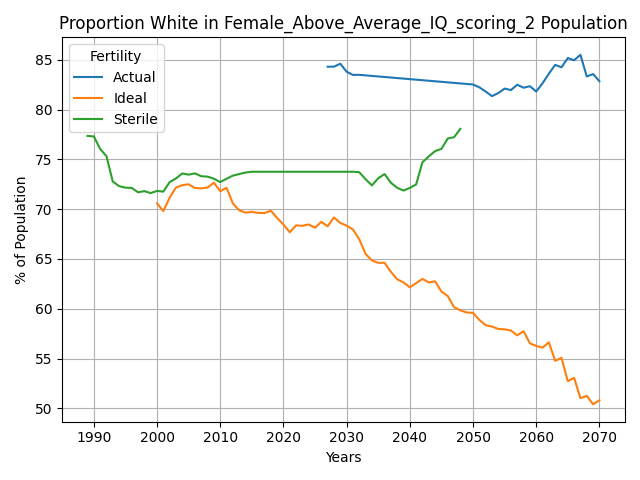 Proportion White in Female_Above_Average_IQ_scoring_2 Population
Fertility
Actual
Ideal
Sterile
% of Population
85
80
75
70
65
60
55
50
1990
2000
2010
2020
2030
2040
2050
2060
2070
Years